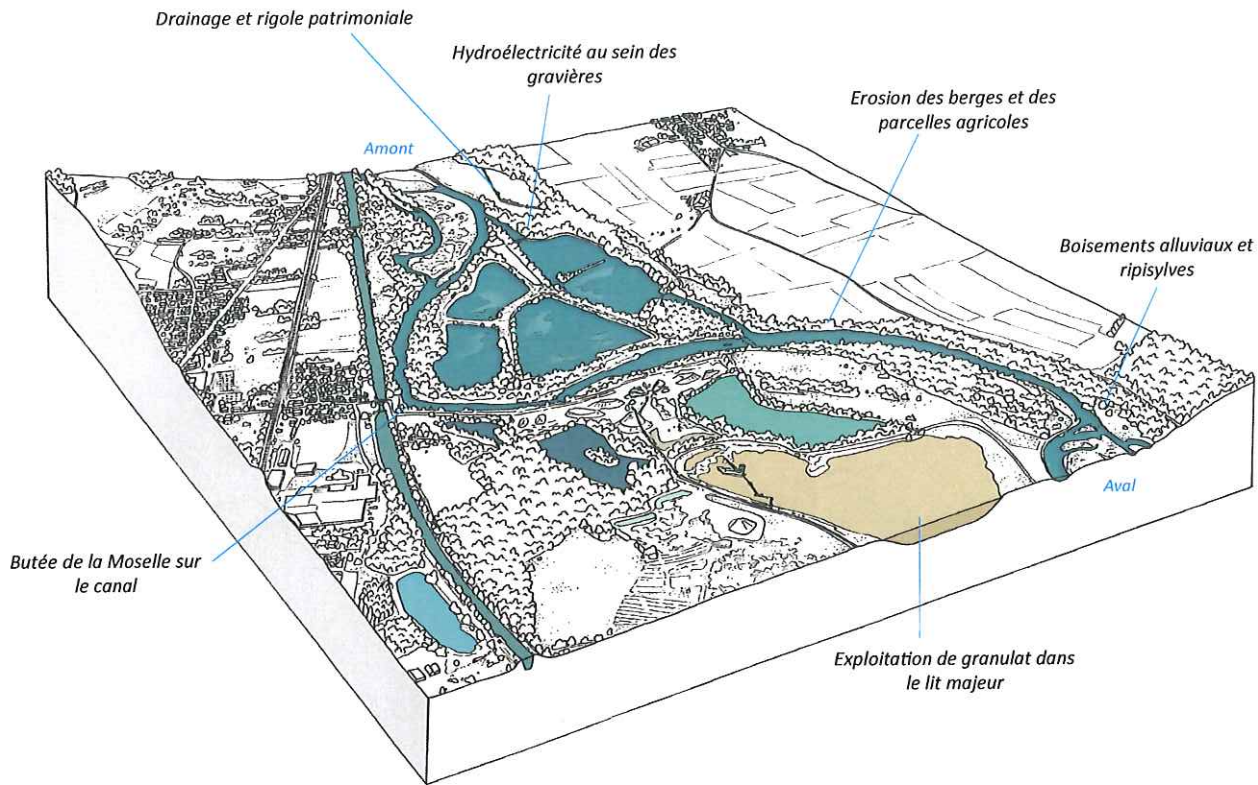 Drainage et rigole patrimoniale
Hydroélectricité au sein des
gravières
Erosion des berges et des
parcelles agricoles
Amont
Boisements alluviaux et
ripisylves
Aval
Butée de la Moselle sur
le canal
Exploitation de granulat dans
le lit majeur